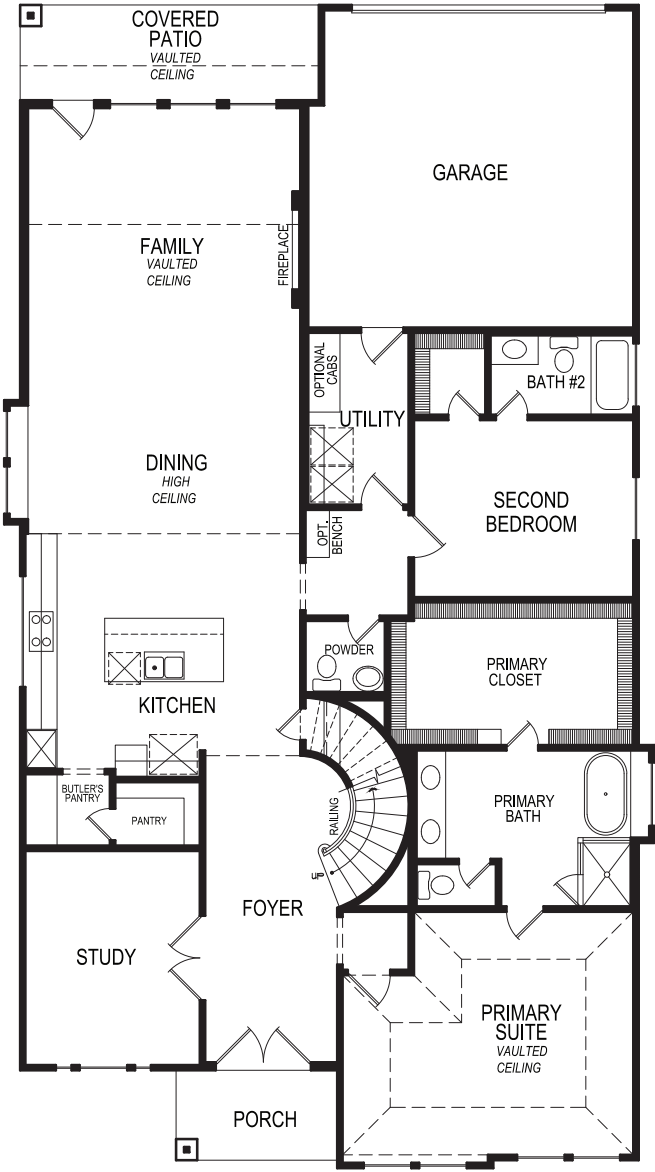 COVERED
PATIO
VAULTED
CEILING
GARAGE
FAMILY
VAULTED
CEILING
FIREPLACE
OPTIONAL
CABS
BATH #2
UTILITY
DINING
HIGH
CEILING
SECOND
BEDROOM
OPT.
BENCH
POWDER
PRIMARY
CLOSET
KITCHEN
BUTLER'S
PANTRY
PANTRY
RAILING
PRIMARY
BATH
UP
FOYER
STUDY
PRIMARY
SUITE
VAULTED
CEILING
PORCH